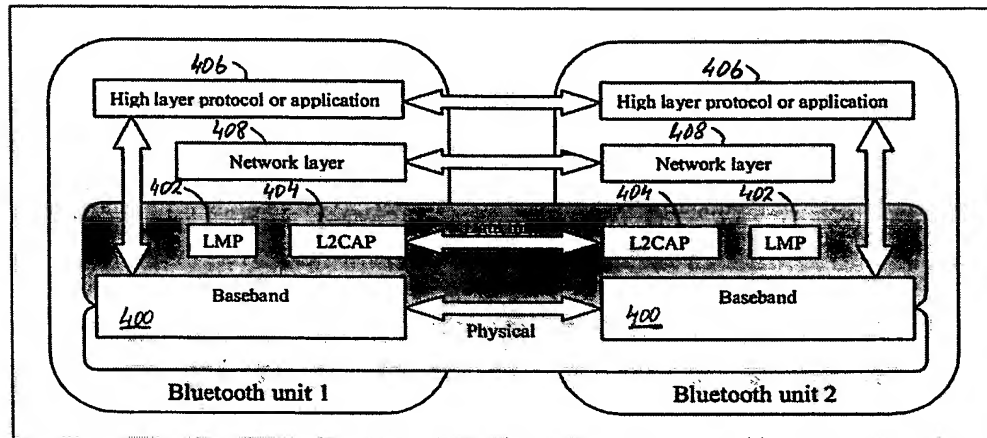 406
406
High layer protocol or application
High layer protocol or application
408
408
Network layer
Network layer
402
404
404
402
LMP
L2CAP
L2CAP
LMP
Baseband
Baseband
400
Physical
400
Bluetooth unit 1
Bluetooth unit 2